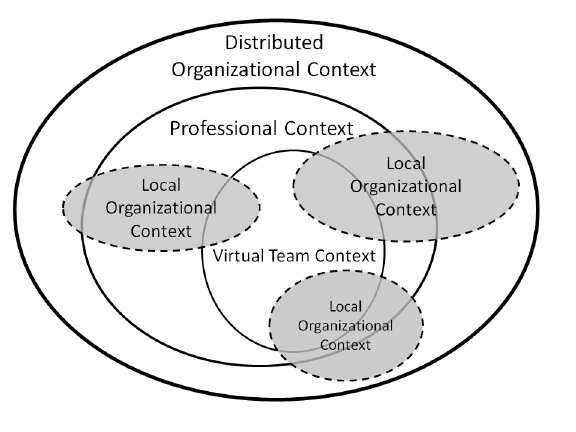 Distributed
Organizational Context
Professional Context
Local
Organizational
Context
Local
Organizational
Context
Virtual Team Context
Local
Organizational
Context